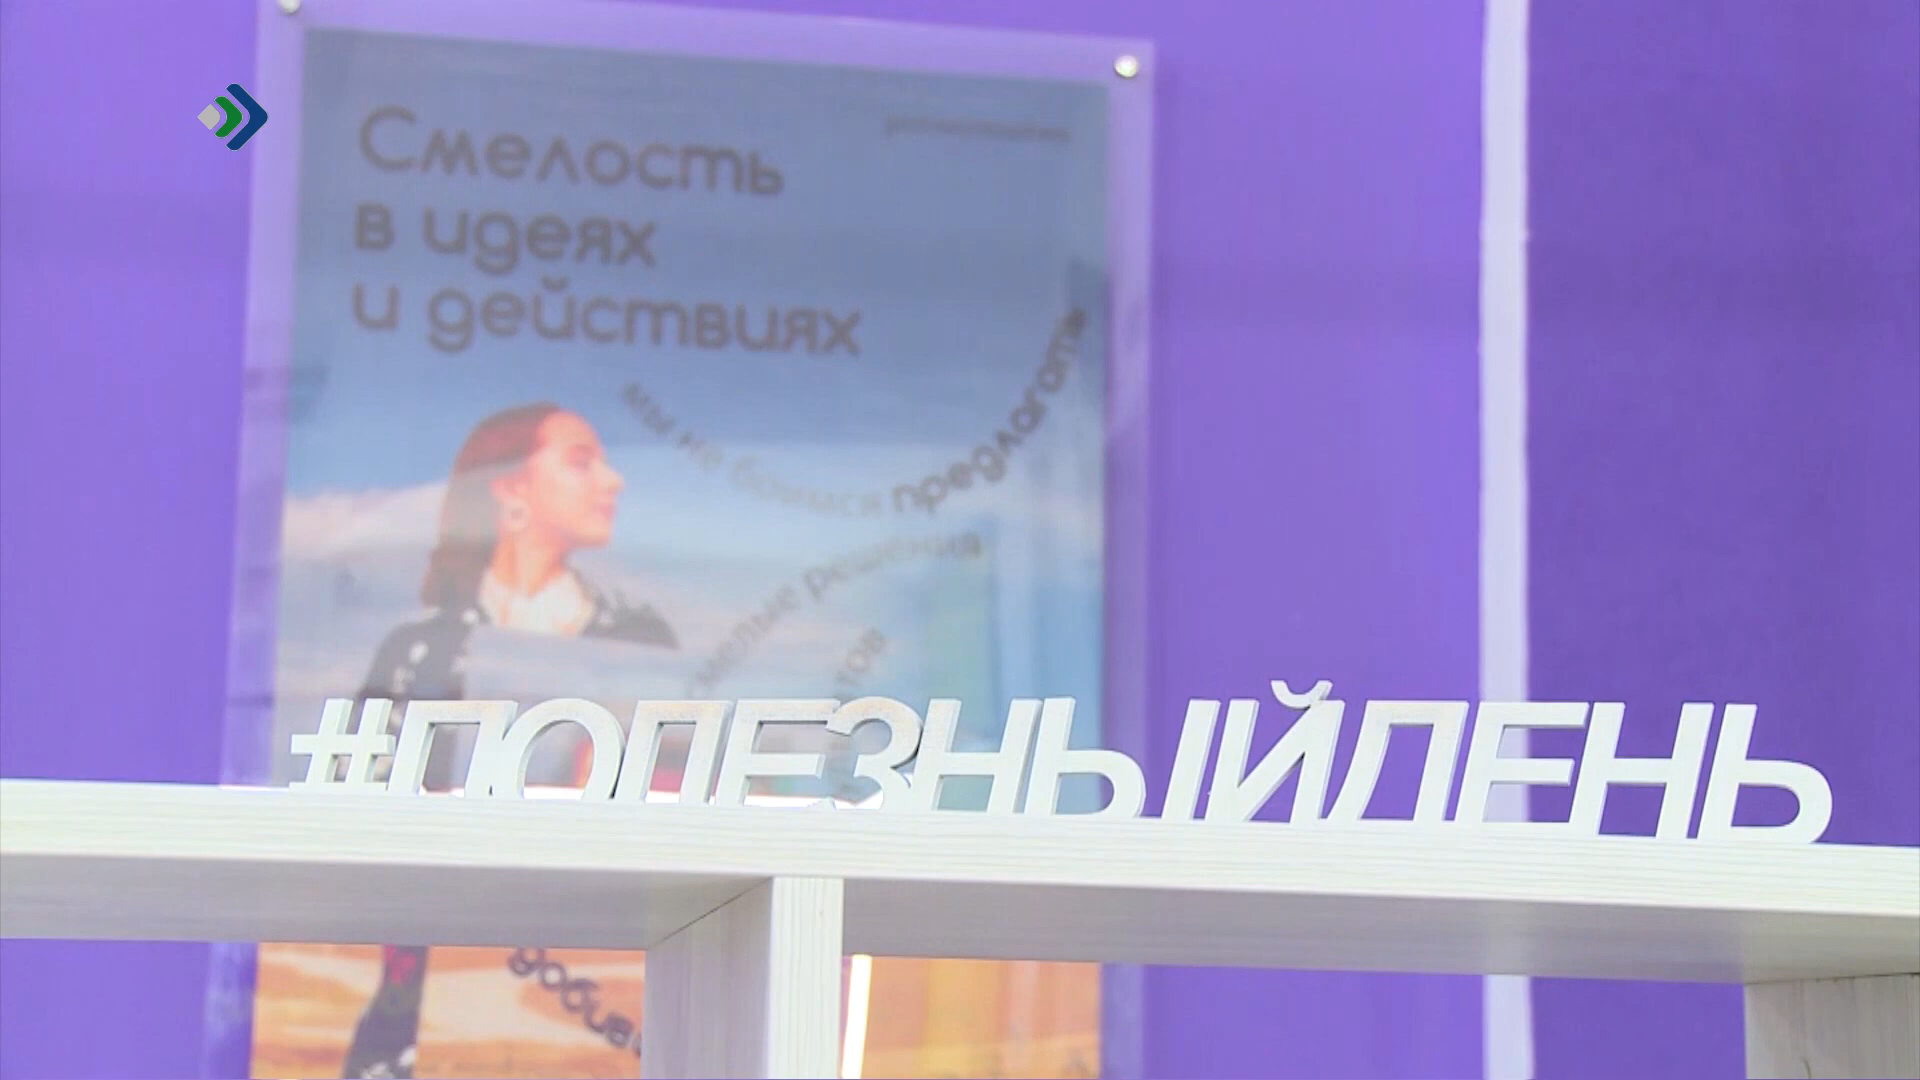 Смелость
в идеях
и действиях
мы не боимся предлагать
смелые решения
#ПОЛЕЗНЫЙДЕНЬ